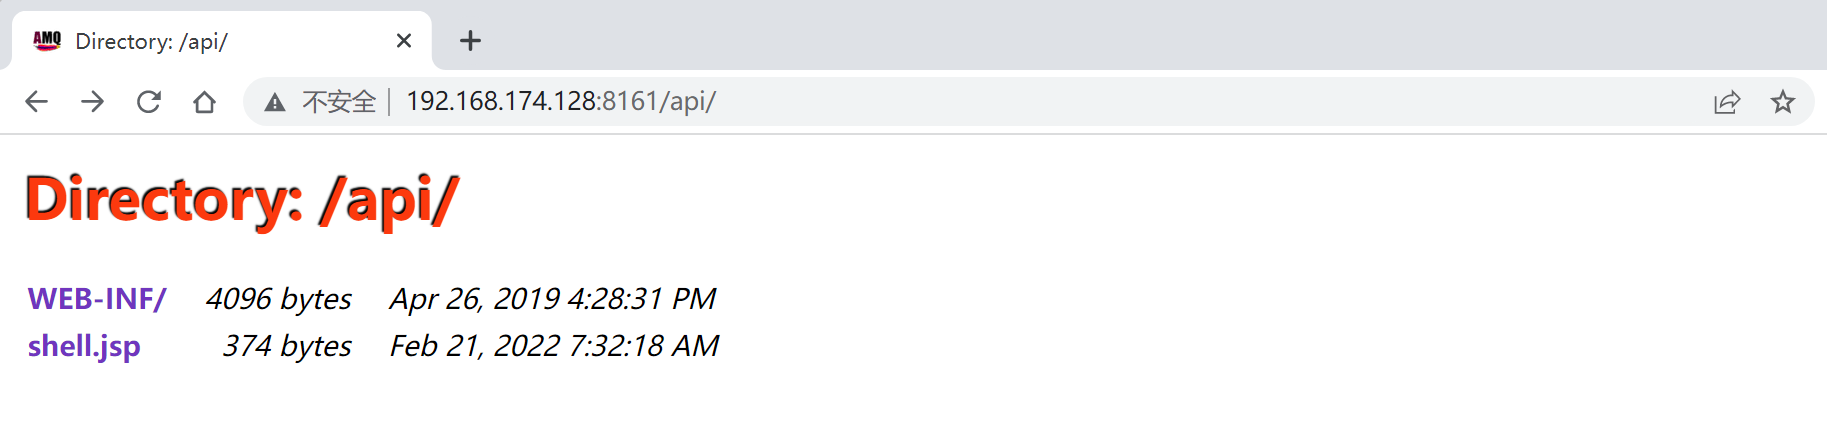 AMQ Directory: /api/
不安全 192.168.174.128:8161/api/
Directory: /api/
WEB-INF/ 4096 bytes Apr 26, 2019 4:28:31 PM
shell.jsp 374 bytes Feb 21, 2022 7:32:18 AM